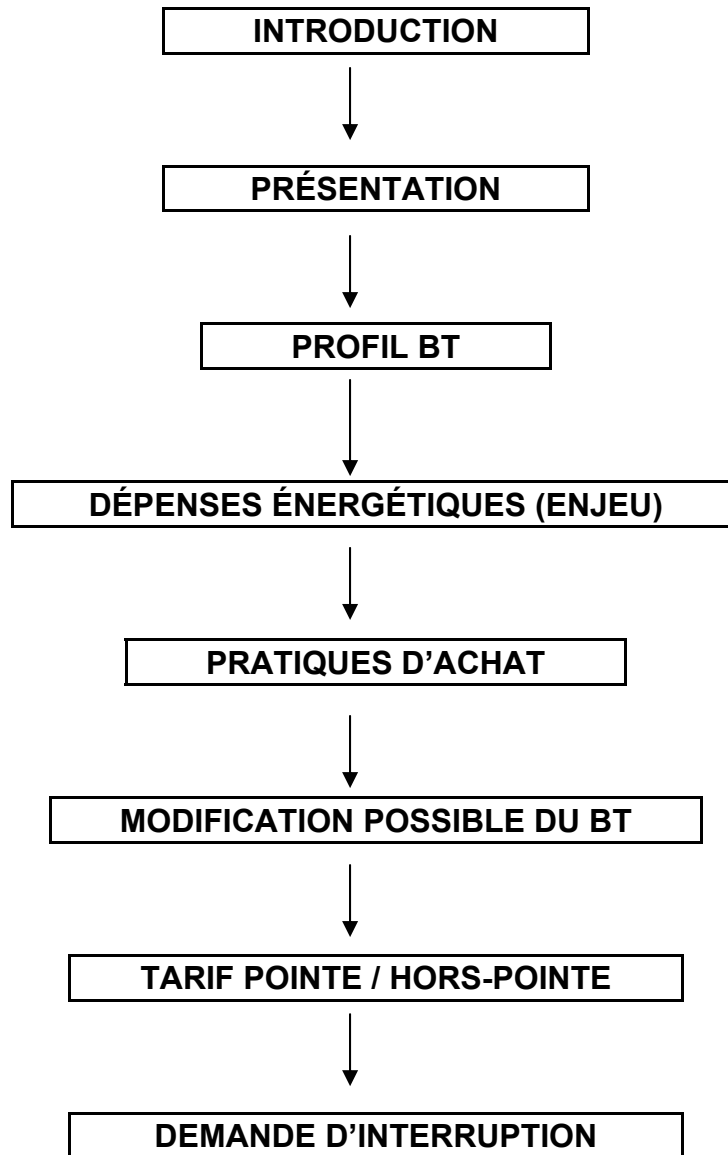 INTRODUCTION
PRÉSENTATION
PROFIL BT
DÉPENSES ÉNERGÉTIQUES (ENJEU)
PRATIQUES D’ACHAT
MODIFICATION POSSIBLE DU BT
TARIF POINTE / HORS-POINTE
DEMANDE D’INTERRUPTION